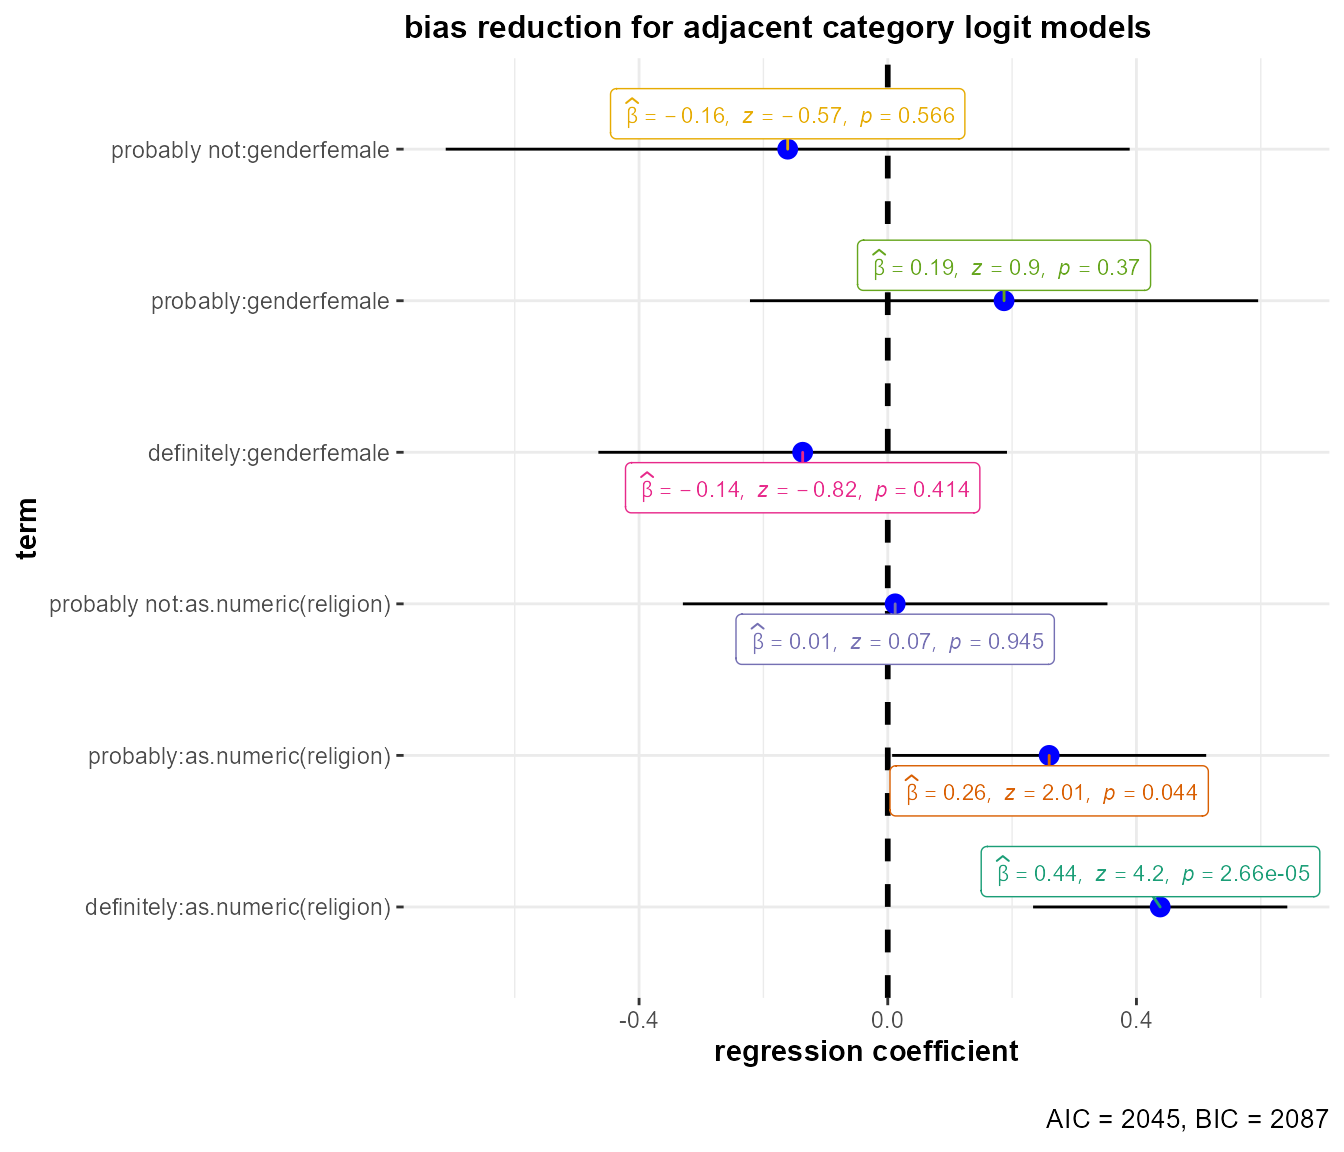 bias reduction for adjacent category logit models
probably not:genderfemale
β̂ = −0.16, z = −0.57, p = 0.566
probably:genderfemale
β̂ = 0.19, z = 0.9, p = 0.37
definitely:genderfemale
β̂ = −0.14, z = −0.82, p = 0.414
term
probably not:as.numeric(religion)
β̂ = 0.01, z = 0.07, p = 0.945
probably:as.numeric(religion)
β̂ = 0.26, z = 2.01, p = 0.044
definitely:as.numeric(religion)
β̂ = 0.44, z = 4.2, p = 2.66e-05
-0.4 0.0 0.4
regression coefficient
AIC = 2045, BIC = 2087